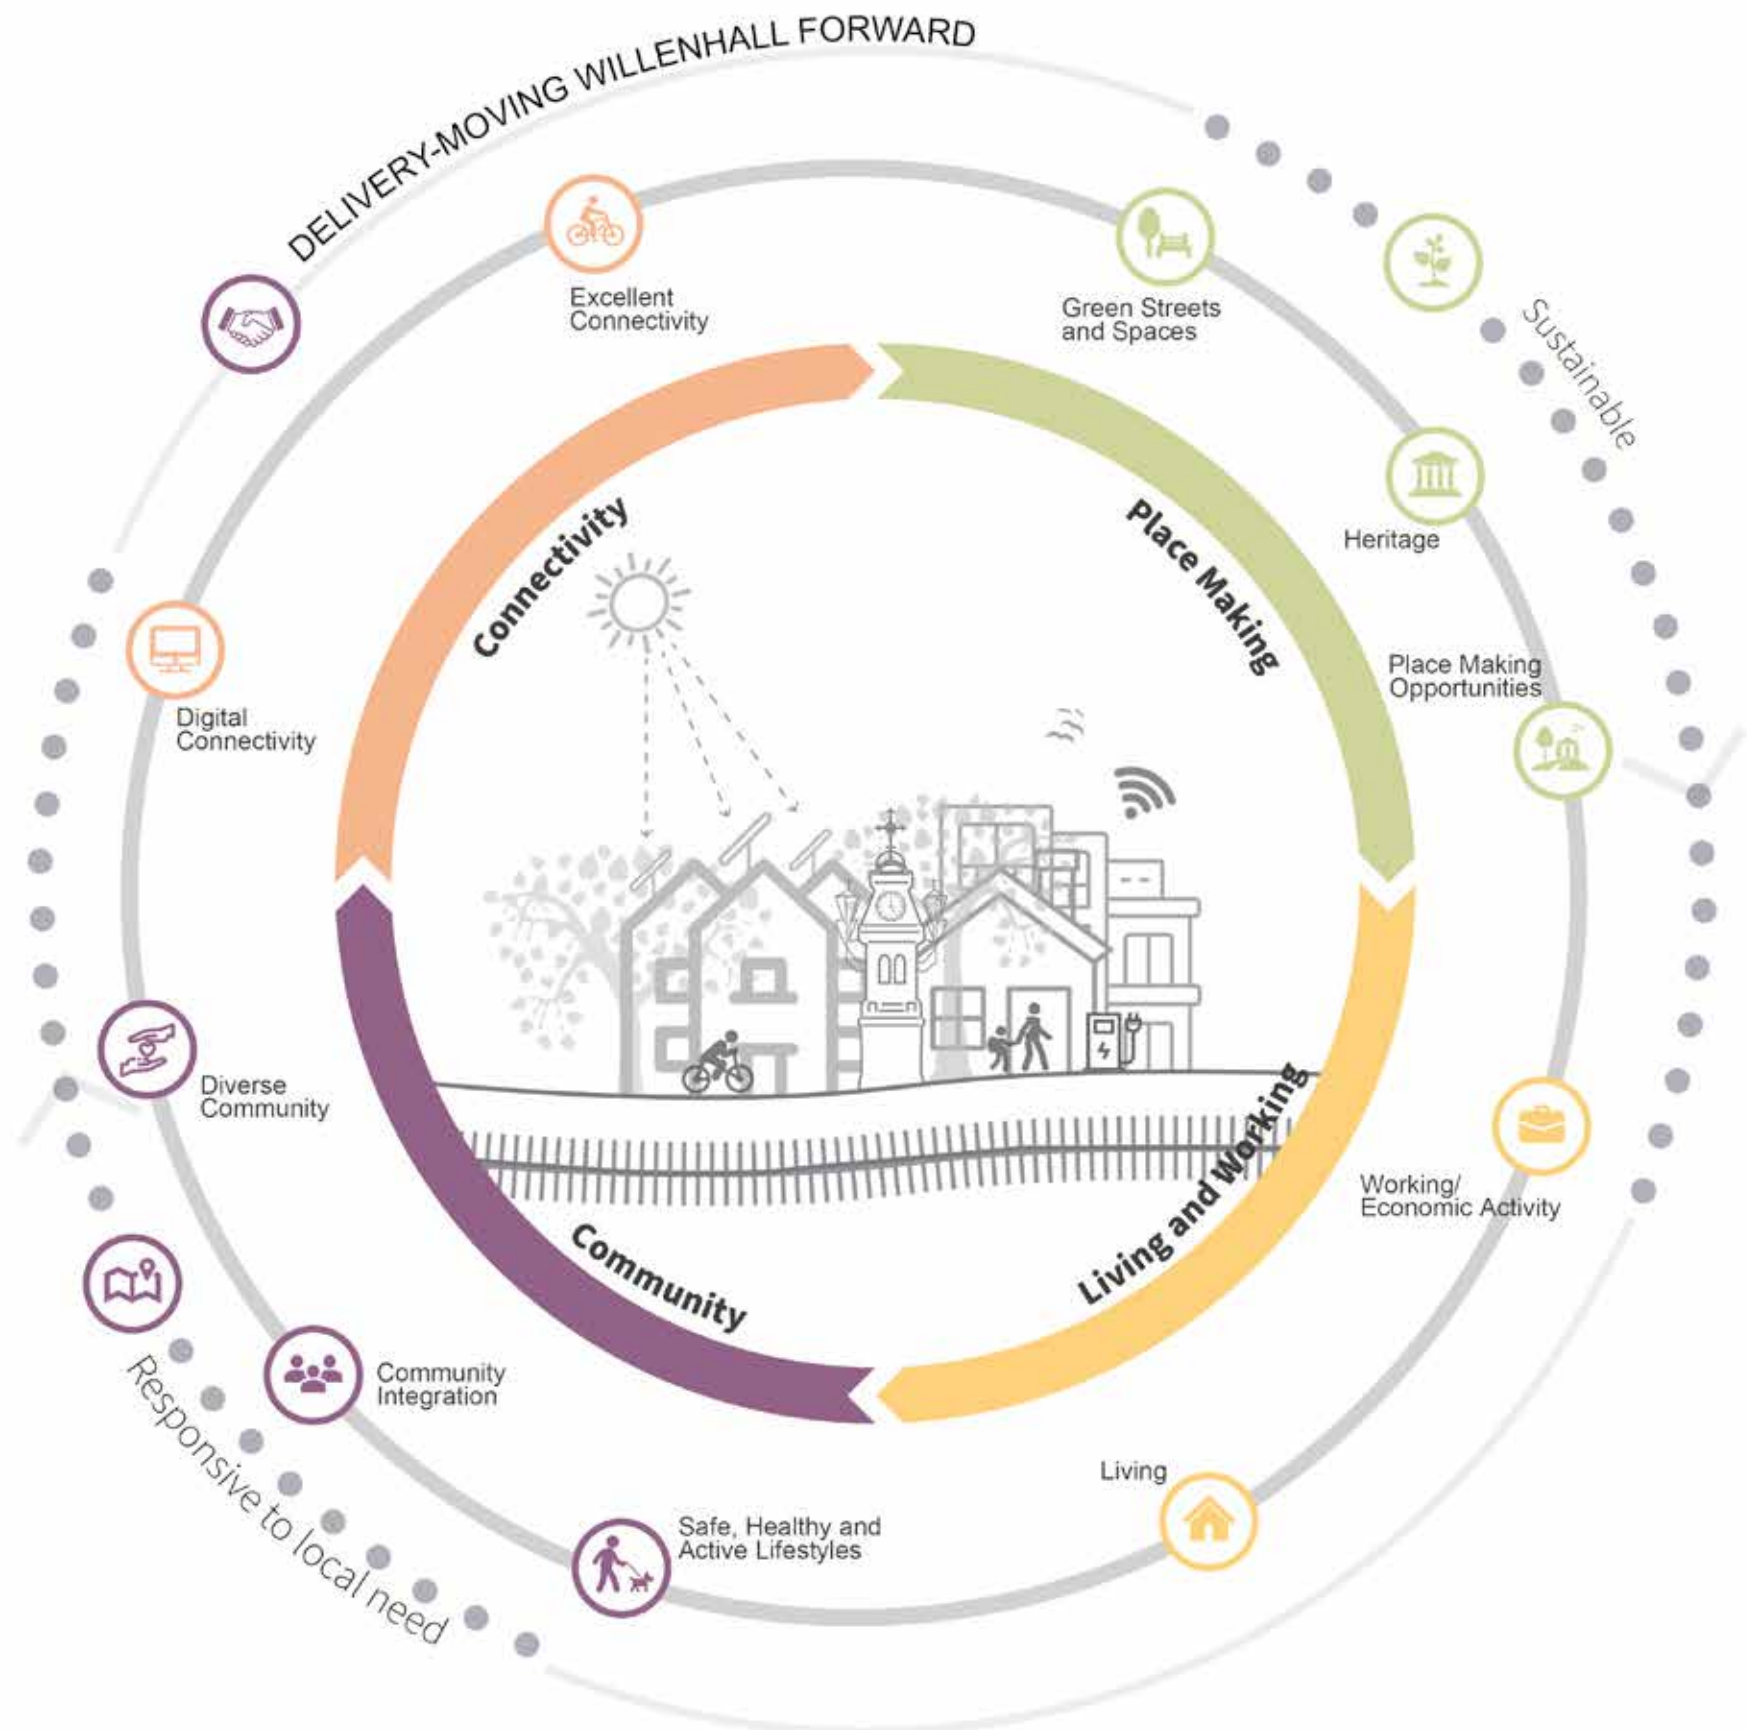 DELIVERY-MOVING WILLENHALL FORWARD
Excellent
Connectivity
Green Streets
and Spaces
Sustainable
Heritage
Connectivity
Place Making
Place Making
Opportunities
Digital
Connectivity
Diverse
Community
Working/
Economic Activity
Living and Working
Community
Community
Integration
Responsive to local need
Living
Safe, Healthy and
Active Lifestyles